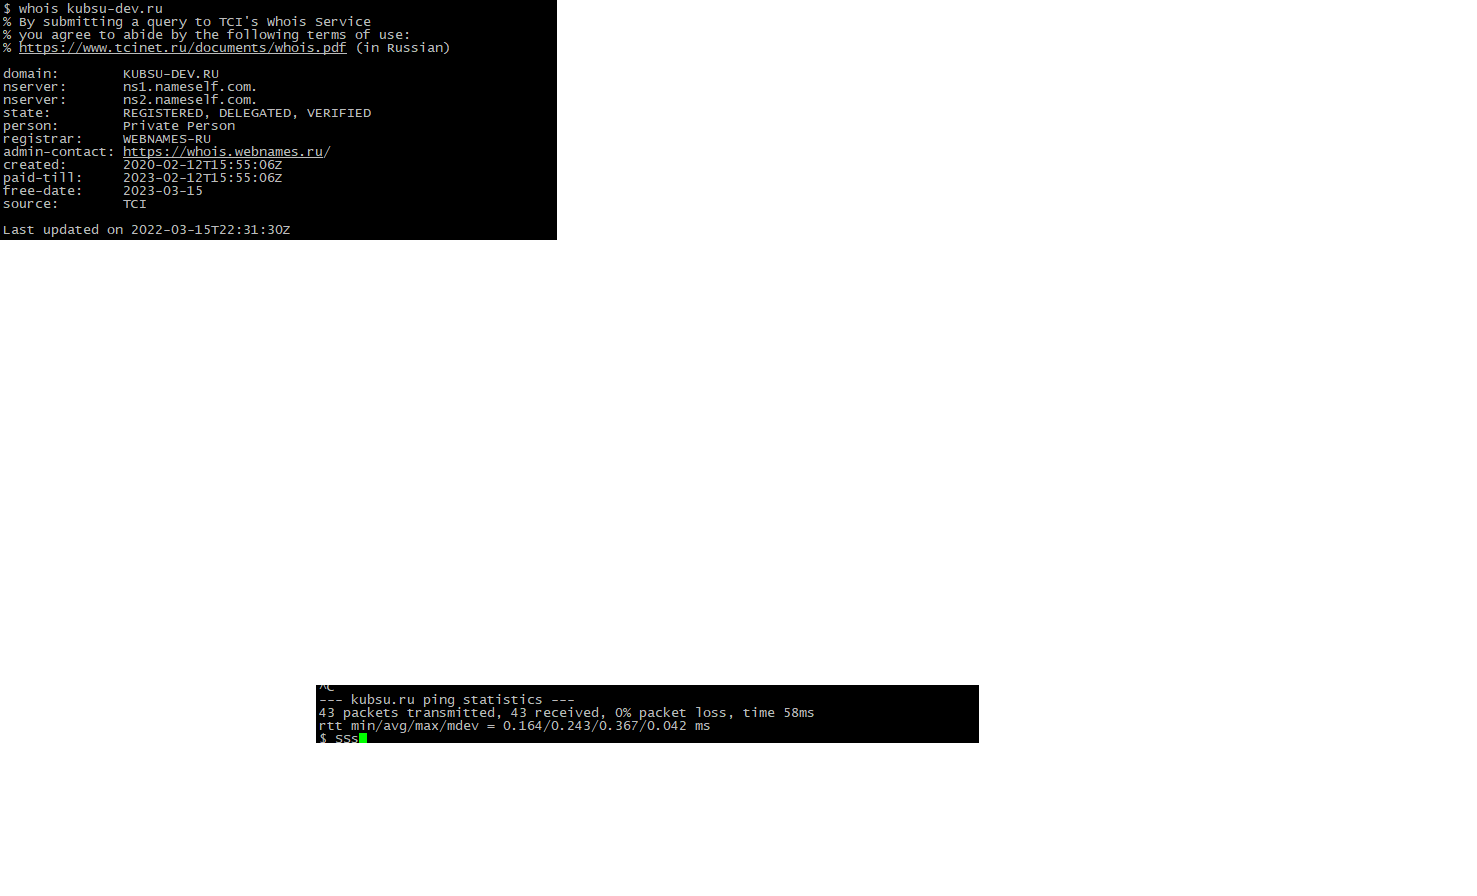 $ whois kubsu-dev.ru
% By submitting a query to TCI's Whois Service
% you agree to abide by the following terms of use:
% https://www.tcinet.ru/documents/whois.pdf (in Russian)
domain: KUBSU-DEV.RU
nserver: ns1.nameself.com.
nserver: ns2.nameself.com.
state: REGISTERED, DELEGATED, VERIFIED
person: Private Person
registrar: WEBNAMES-RU
admin-contact: https://whois.webnames.ru/
created: 2020-02-12T15:55:06Z
paid-till: 2023-02-12T15:55:06Z
free-date: 2023-03-15
source: TCI
Last updated on 2022-03-15T22:31:30Z
^C
--- kubsu.ru ping statistics ---
43 packets transmitted, 43 received, 0% packet loss, time 58ms
rtt min/avg/max/mdev = 0.164/0.243/0.367/0.042 ms
$ SSs